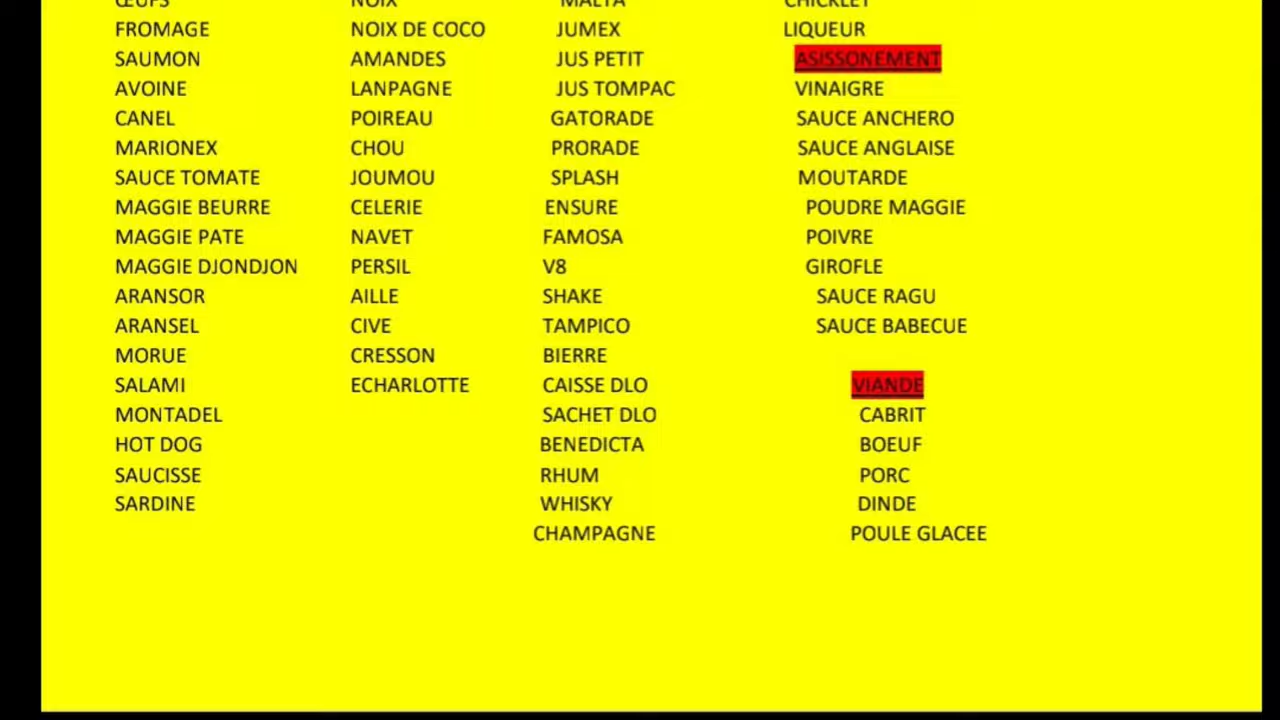 ŒUFS NOIX MALTA CHICKLET
FROMAGE NOIX DE COCO JUMEX LIQUEUR
SAUMON AMANDES JUS PETIT ASISSONEMENT
AVOINE LANPAGNE JUS TOMPAC VINAIGRE
CANEL POIREAU GATORADE SAUCE ANCHERO
MARIONEX CHOU PRORADE SAUCE ANGLAISE
SAUCE TOMATE JOUMOU SPLASH MOUTARDE
MAGGIE BEURRE CELERIE ENSURE POUDRE MAGGIE
MAGGIE PATE NAVET FAMOSA POIVRE
MAGGIE DJONDJON PERSIL V8 GIROFLE
ARANSOR AILLE SHAKE SAUCE RAGU
ARANSEL CIVE TAMPICO SAUCE BABECUE
MORUE CRESSON BIERRE
SALAMI ECHARLOTTE CAISSE DLO VIANDE
MONTADEL SACHET DLO CABRIT
HOT DOG BENEDICTA BOEUF
SAUCISSE RHUM PORC
SARDINE WHISKY DINDE
CHAMPAGNE POULE GLACEE